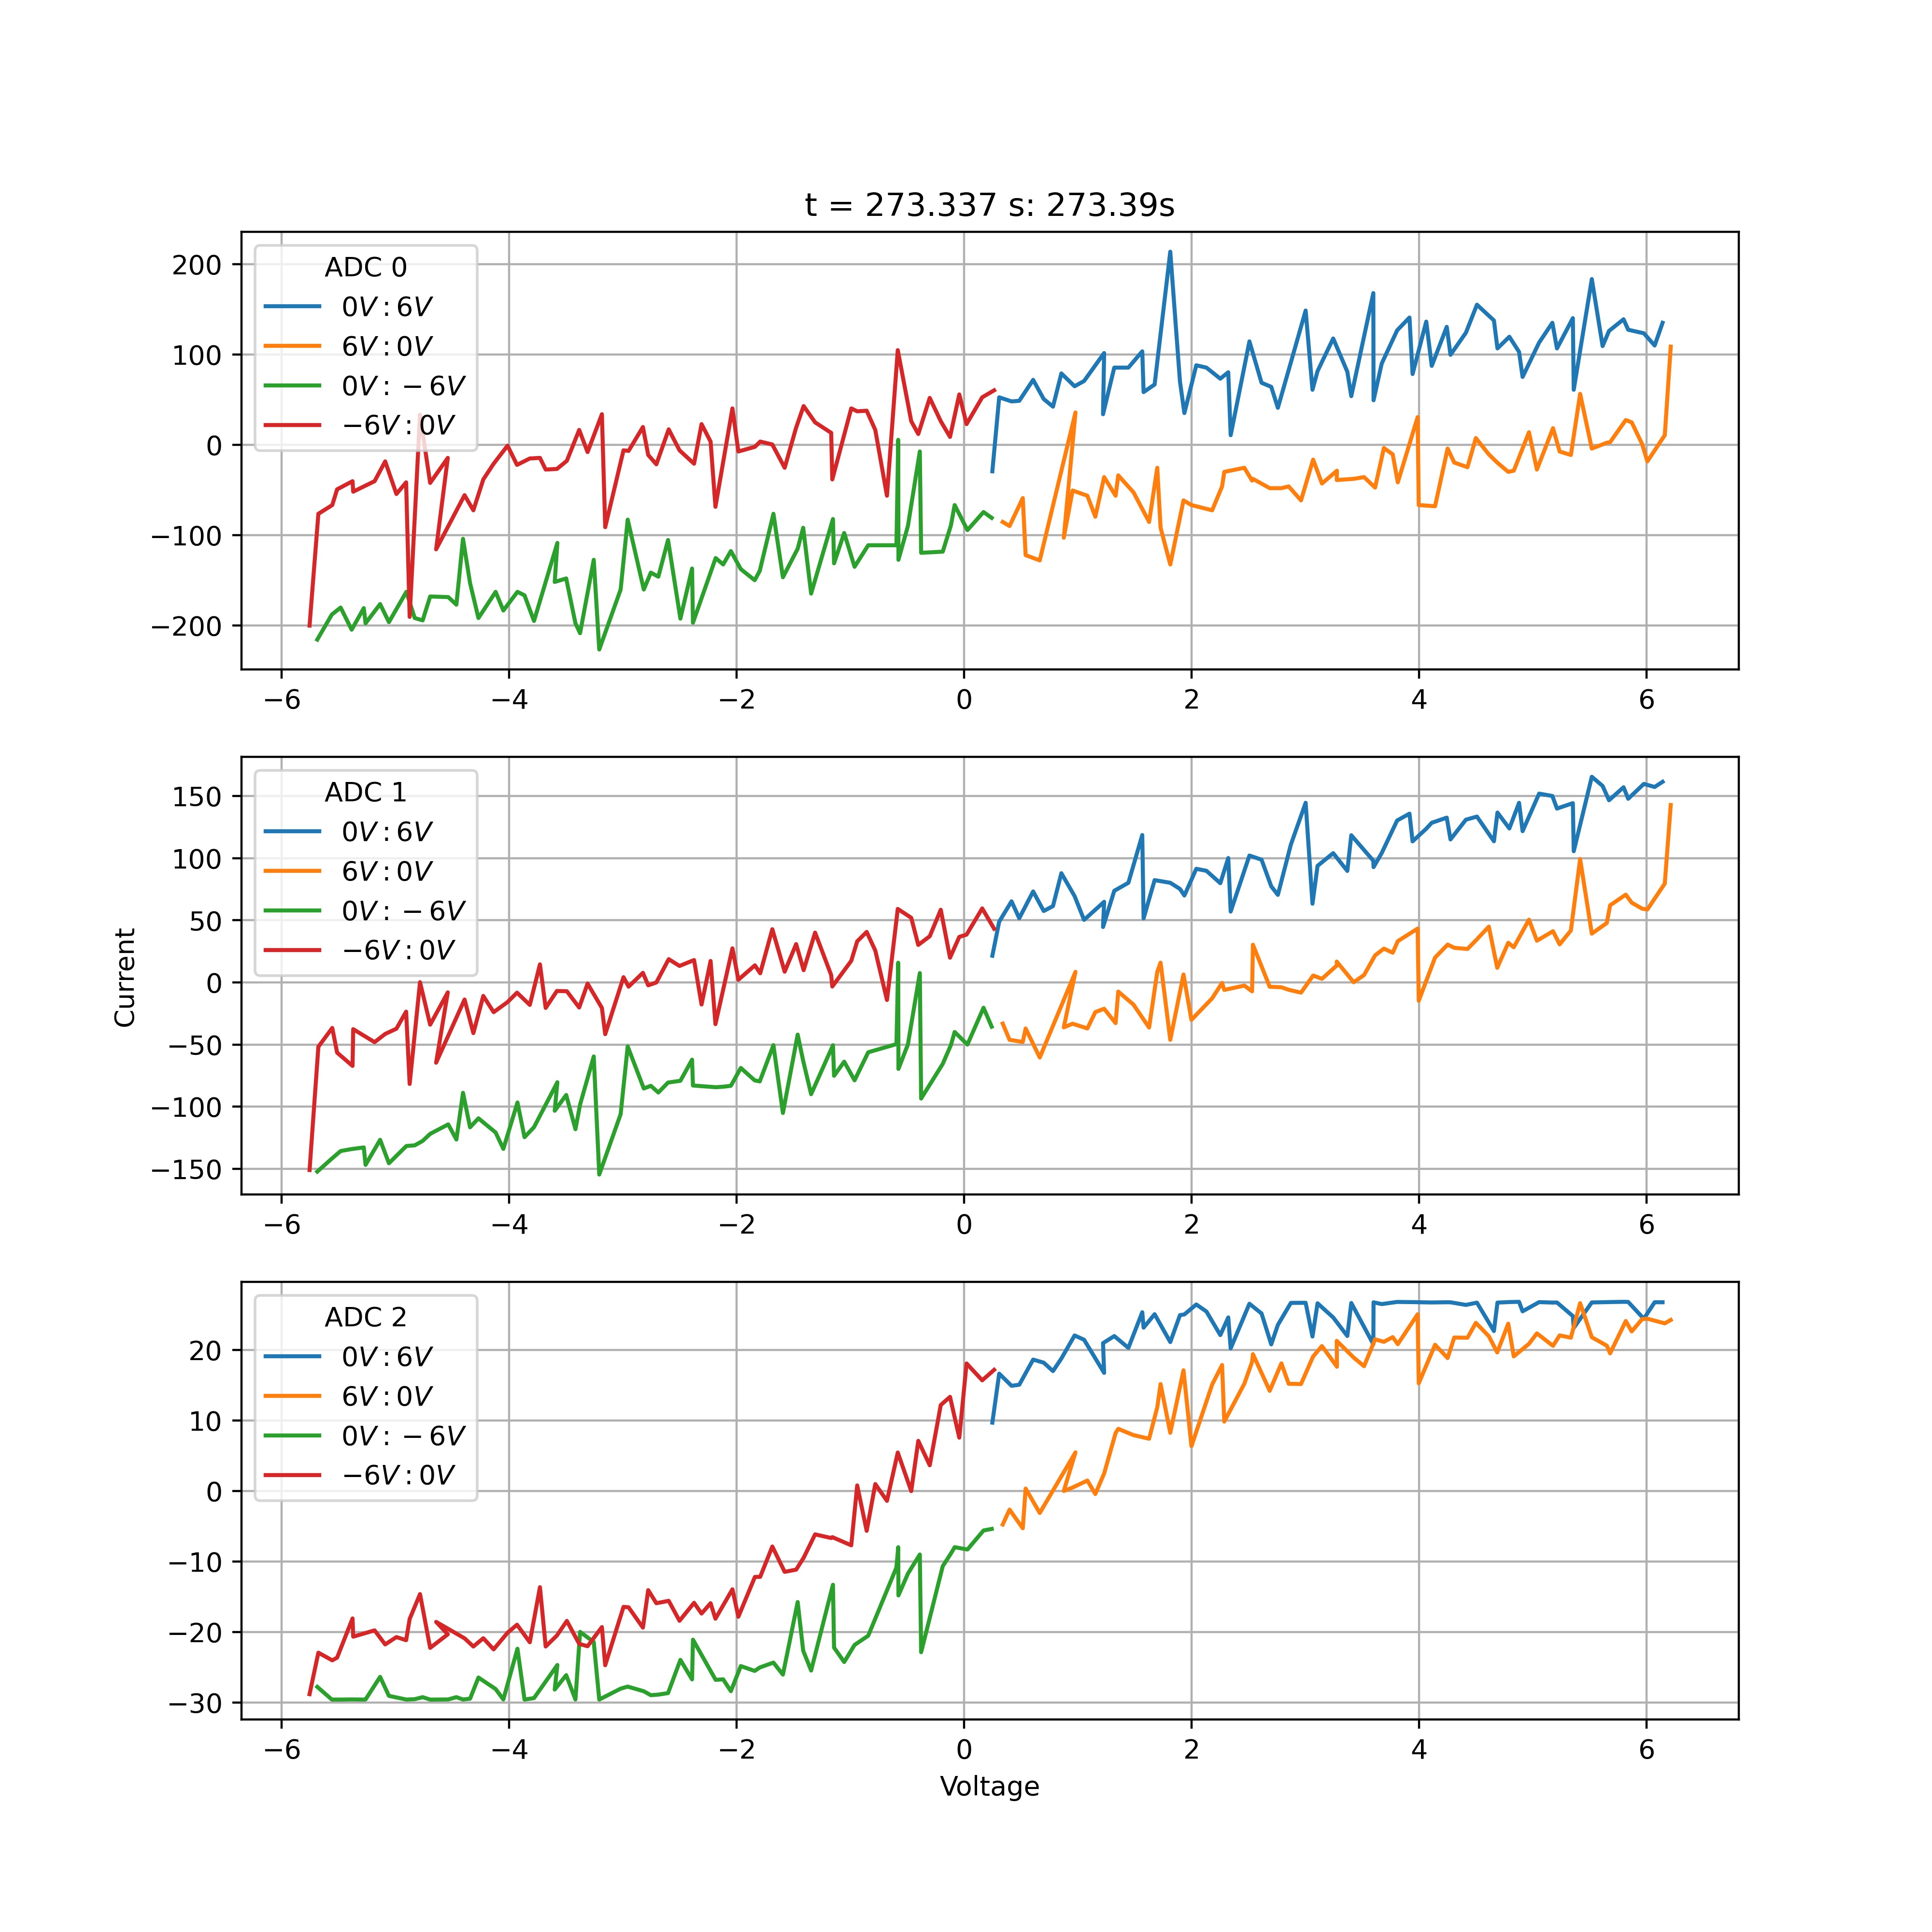 t = 273.337 s: 273.39s
ADC 0
0V : 6V
6V : 0V
0V : − 6V
−6V : 0V
200
100
0
−100
−200
−6 −4 −2 0 2 4 6
ADC 1
0V : 6V
6V : 0V
0V : − 6V
−6V : 0V
150
100
50
0
−50
−100
−150
Current
−6 −4 −2 0 2 4 6
ADC 2
0V : 6V
6V : 0V
0V : − 6V
−6V : 0V
20
10
0
−10
−20
−30
−6 −4 −2 0 2 4 6
Voltage